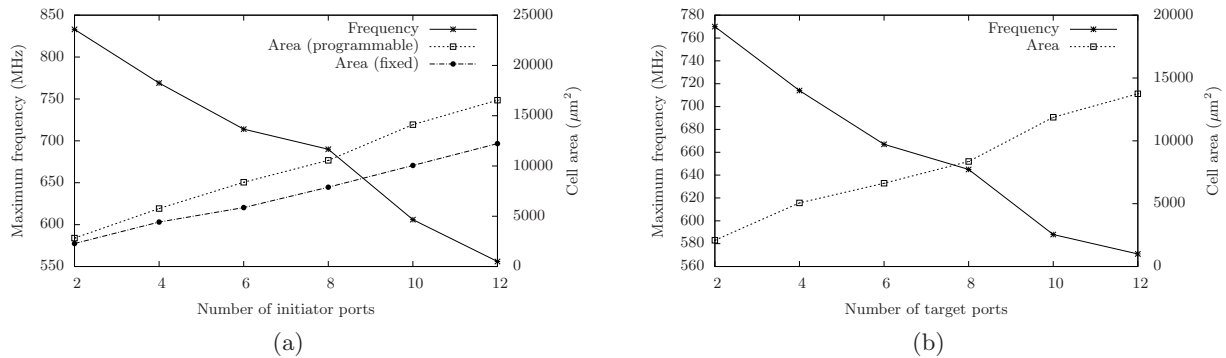 850
800
750
700
650
600
550
25000
20000
15000
10000
5000
0
2 4 6 8 10 12
Maximum frequency (MHz)
Cell area (μm²)
Number of initiator ports
Frequency
Area (programmable)
Area (fixed)
(a)
780
760
740
720
700
680
660
640
620
600
580
560
20000
15000
10000
5000
0
2 4 6 8 10 12
Maximum frequency (MHz)
Cell area (μm²)
Number of target ports
Frequency
Area
(b)